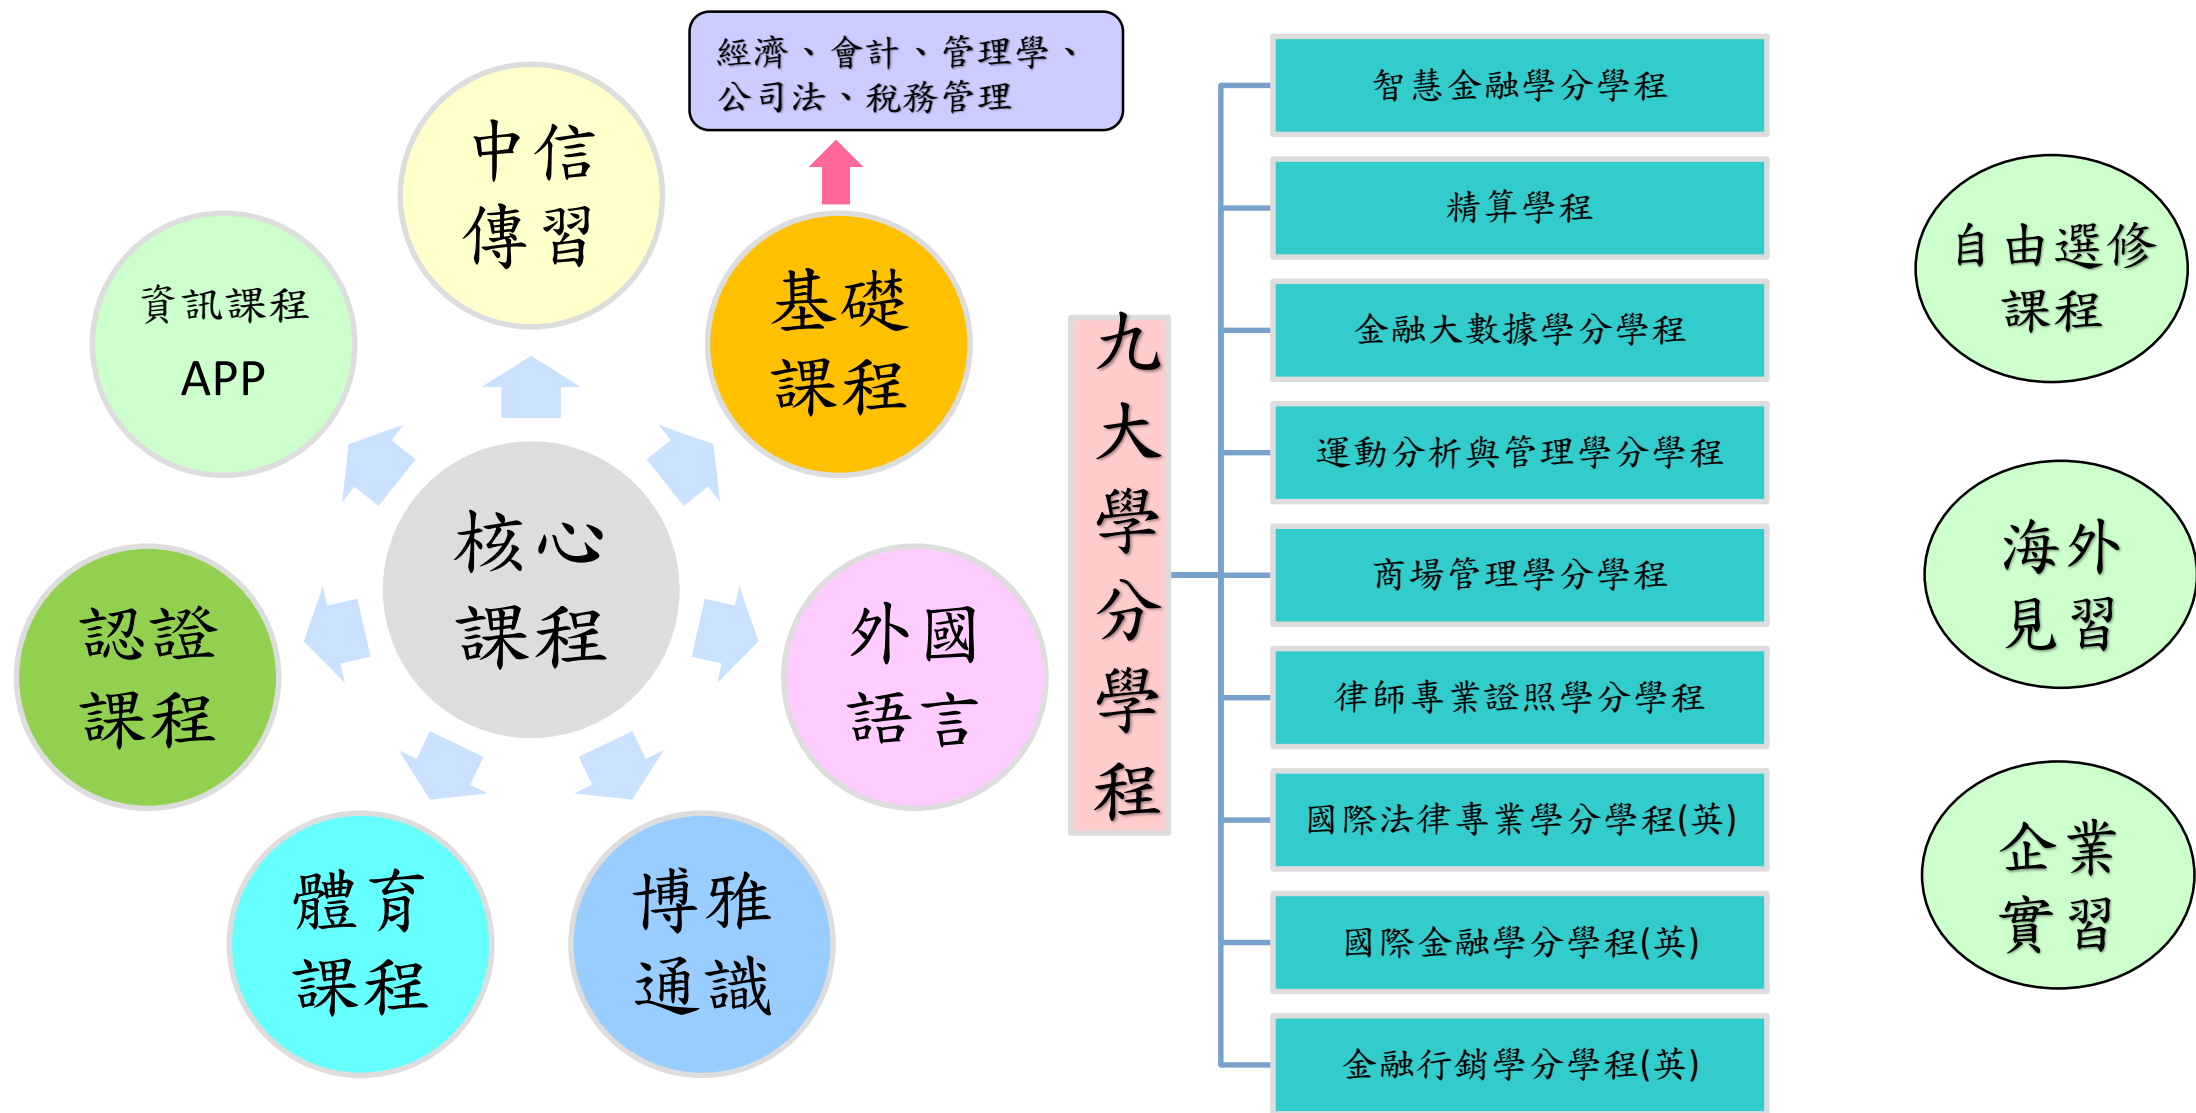 經濟、會計、管理學、
公司法、稅務管理
中信
傳習
基礎
課程
資訊課程
APP
核心
課程
認證
課程
外國
語言
體育
課程
博雅
通識
九
大
學
分
學
程
智慧金融學分學程
精算學程
金融大數據學分學程
運動分析與管理學分學程
商場管理學分學程
律師專業證照學分學程
國際法律專業學分學程(英)
國際金融學分學程(英)
金融行銷學分學程(英)
自由選修
課程
海外
見習
企業
實習